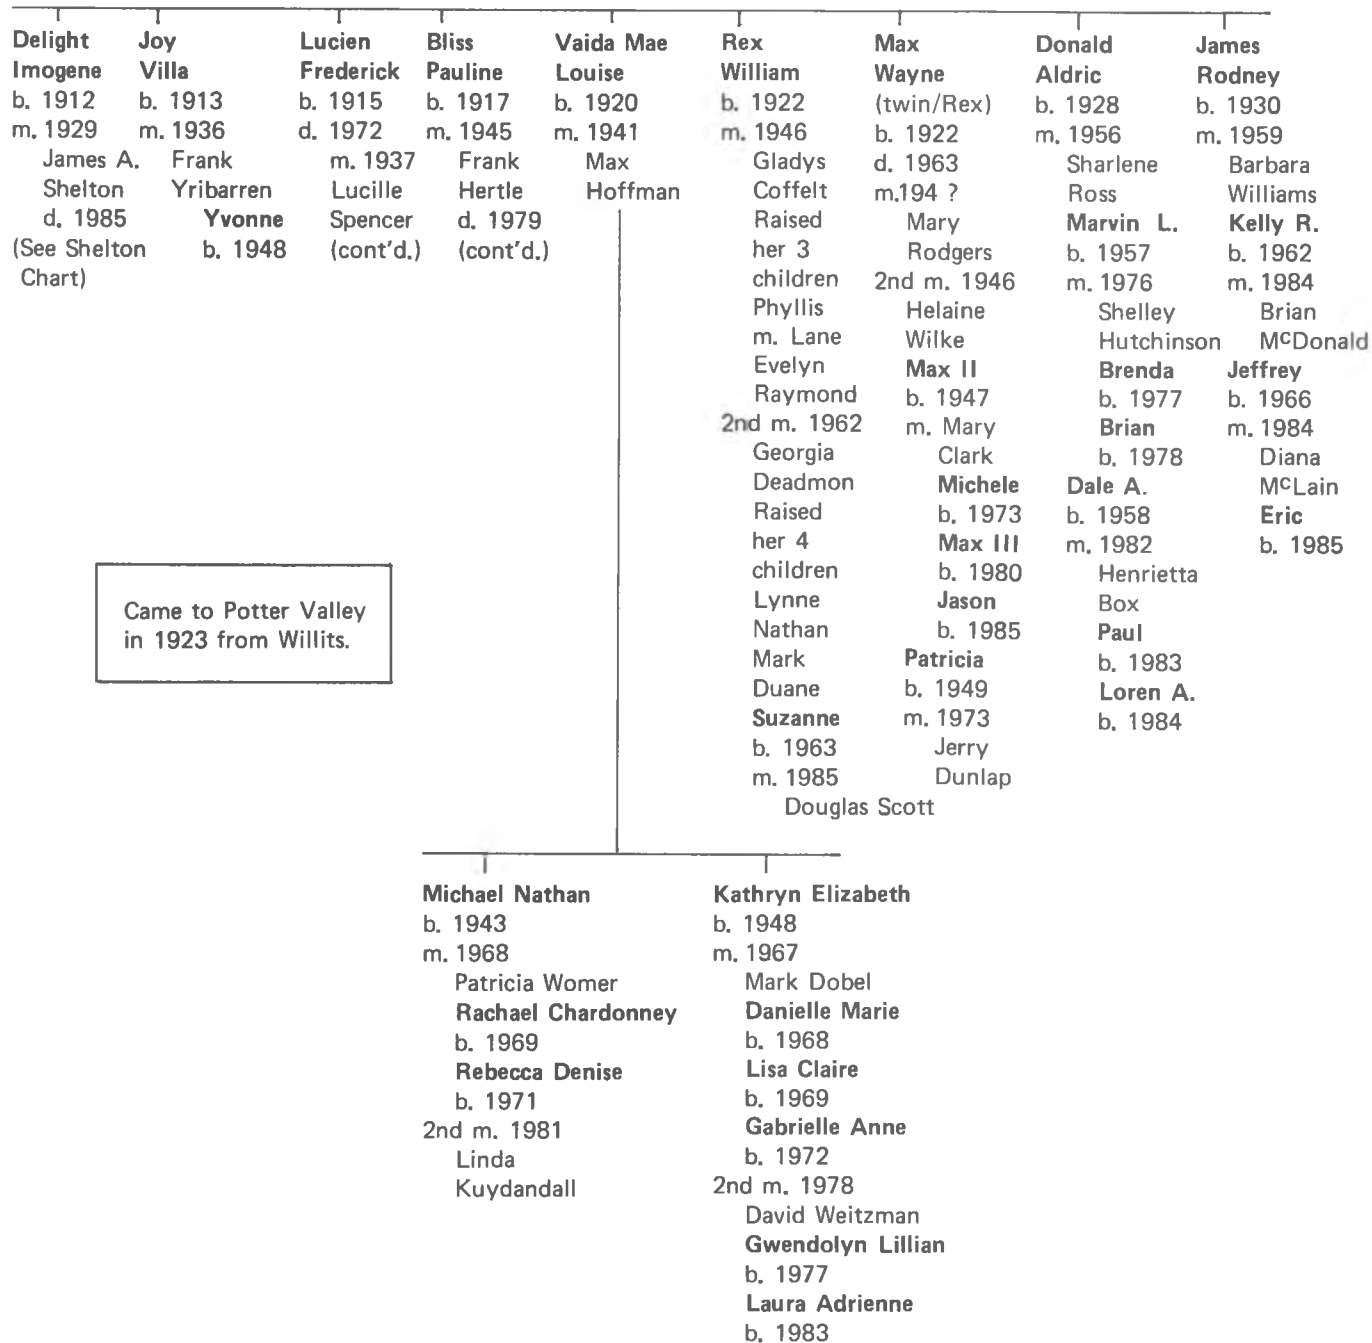 Delight
Imogene
b. 1912
m. 1929
James A.
Shelton
d. 1985
(See Shelton
Chart)
Joy
Villa
b. 1913
m. 1936
Frank
Yribarren
Yvonne
b. 1948
Lucien
Frederick
b. 1915
d. 1972
m. 1937
Lucille
Spencer
(cont'd.)
Bliss
Pauline
b. 1917
m. 1945
Frank
Hertle
d. 1979
(cont'd.)
Vaida Mae
Louise
b. 1920
m. 1941
Max
Hoffman
Rex
William
b. 1922
m. 1946
Gladys
Coffelt
Raised
her 3
children
Phyllis
m. Lane
Evelyn
Raymond
2nd m. 1962
Georgia
Deadmon
Raised
her 4
children
Lynne
Nathan
Mark
Duane
Suzanne
b. 1963
m. 1985
Douglas Scott
Max
Wayne
(twin/Rex)
b. 1922
d. 1963
m.194 ?
Mary
Rodgers
2nd m. 1946
Helaine
Wilke
Max II
b. 1947
m. Mary
Clark
Michele
b. 1973
Max III
b. 1980
Jason
b. 1985
Patricia
b. 1949
m. 1973
Jerry
Dunlap
Donald
Aldric
b. 1928
m. 1956
Sharlene
Ross
Marvin L.
b. 1957
m. 1976
Shelley
Hutchinson
Brenda
b. 1977
Brian
b. 1978
Dale A.
b. 1958
m. 1982
Henrietta
Box
Paul
b. 1983
Loren A.
b. 1984
James
Rodney
b. 1930
m. 1959
Barbara
Williams
Kelly R.
b. 1962
m. 1984
Brian
McDonald
Jeffrey
b. 1966
m. 1984
Diana
McLain
Eric
b. 1985
Came to Potter Valley
in 1923 from Willits.
Michael Nathan
b. 1943
m. 1968
Patricia Womer
Rachael Chardonney
b. 1969
Rebecca Denise
b. 1971
2nd m. 1981
Linda
Kuydandall
Kathryn Elizabeth
b. 1948
m. 1967
Mark Dobel
Danielle Marie
b. 1968
Lisa Claire
b. 1969
Gabrielle Anne
b. 1972
2nd m. 1978
David Weitzman
Gwendolyn Lillian
b. 1977
Laura Adrienne
b. 1983